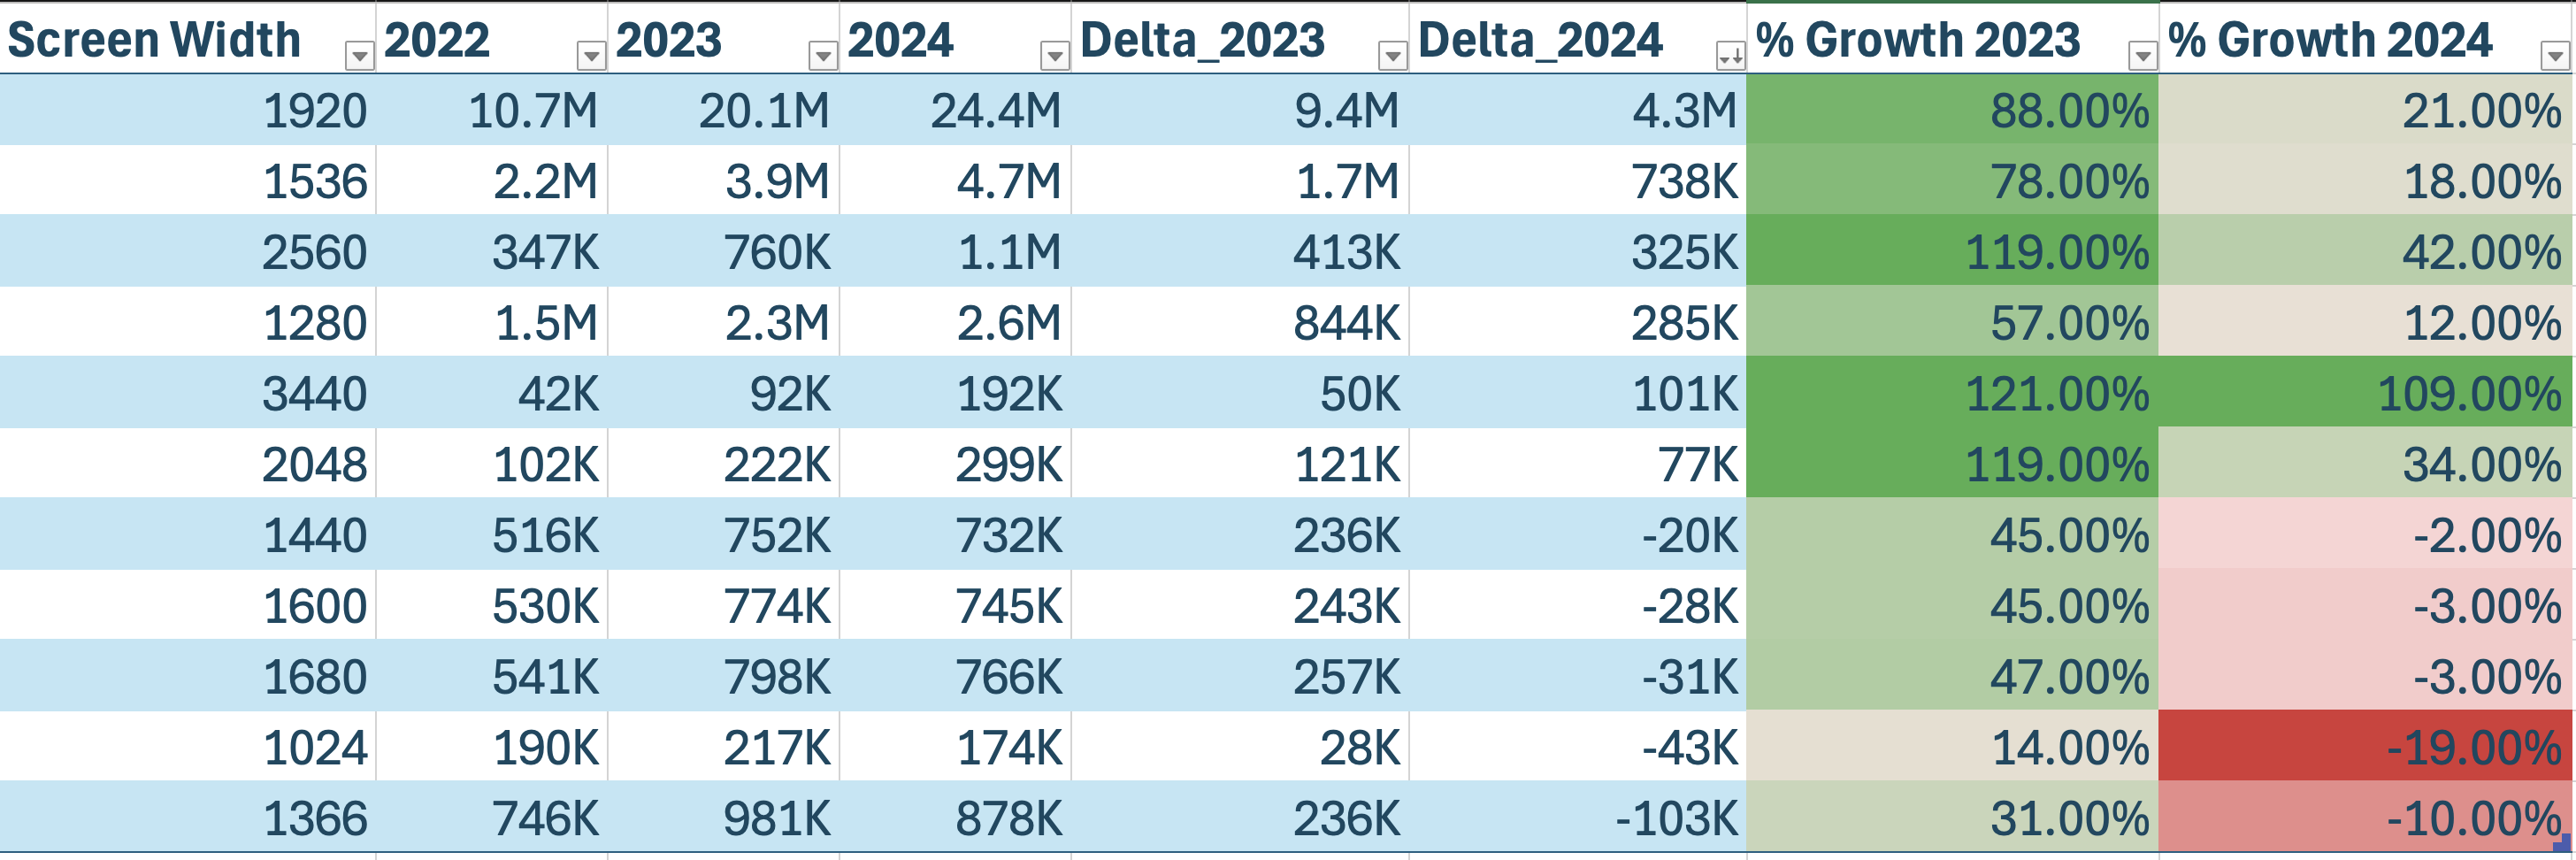 Screen Width 2022 2023 2024 Delta_2023 Delta_2024 % Growth 2023 % Growth 2024
1920 10.7M 20.1M 24.4M 9.4M 4.3M 88.00% 21.00%
1536 2.2M 3.9M 4.7M 1.7M 738K 78.00% 18.00%
2560 347K 760K 1.1M 413K 325K 119.00% 42.00%
1280 1.5M 2.3M 2.6M 844K 285K 57.00% 12.00%
3440 42K 92K 192K 50K 101K 121.00% 109.00%
2048 102K 222K 299K 121K 77K 119.00% 34.00%
1440 516K 752K 732K 236K -20K 45.00% -2.00%
1600 530K 774K 745K 243K -28K 45.00% -3.00%
1680 541K 798K 766K 257K -31K 47.00% -3.00%
1024 190K 217K 174K 28K -43K 14.00% -19.00%
1366 746K 981K 878K 236K -103K 31.00% -10.00%